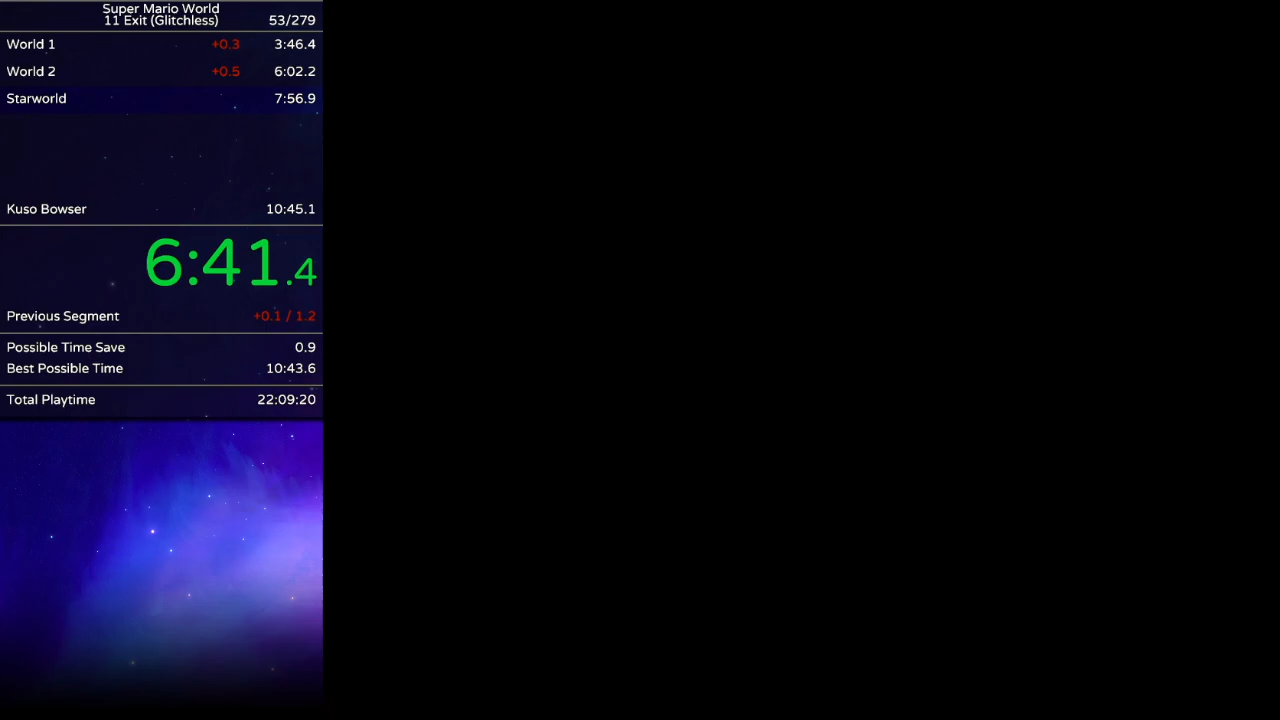 Super Mario World
11 Exit (Glitchless) 53/279
World 1 +0.3 3:46.4
World 2 +0.5 6:02.2
Starworld 7:56.9
Kuso Bowser 10:45.1
6:41.4
Previous Segment +0.1 / 1.2
Possible Time Save 0.9
Best Possible Time 10:43.6
Total Playtime 22:09:20